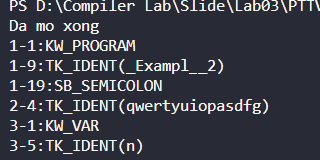 PS D:\Compiler Lab\Slide\Lab03\PTTV
Da mo xong
1-1:KW_PROGRAM
1-9:TK_IDENT(_Exampl__2)
1-19:SB_SEMICOLON
2-4:TK_IDENT(qwertyuiopasdfg)
3-1:KW_VAR
3-5:TK_IDENT(n)